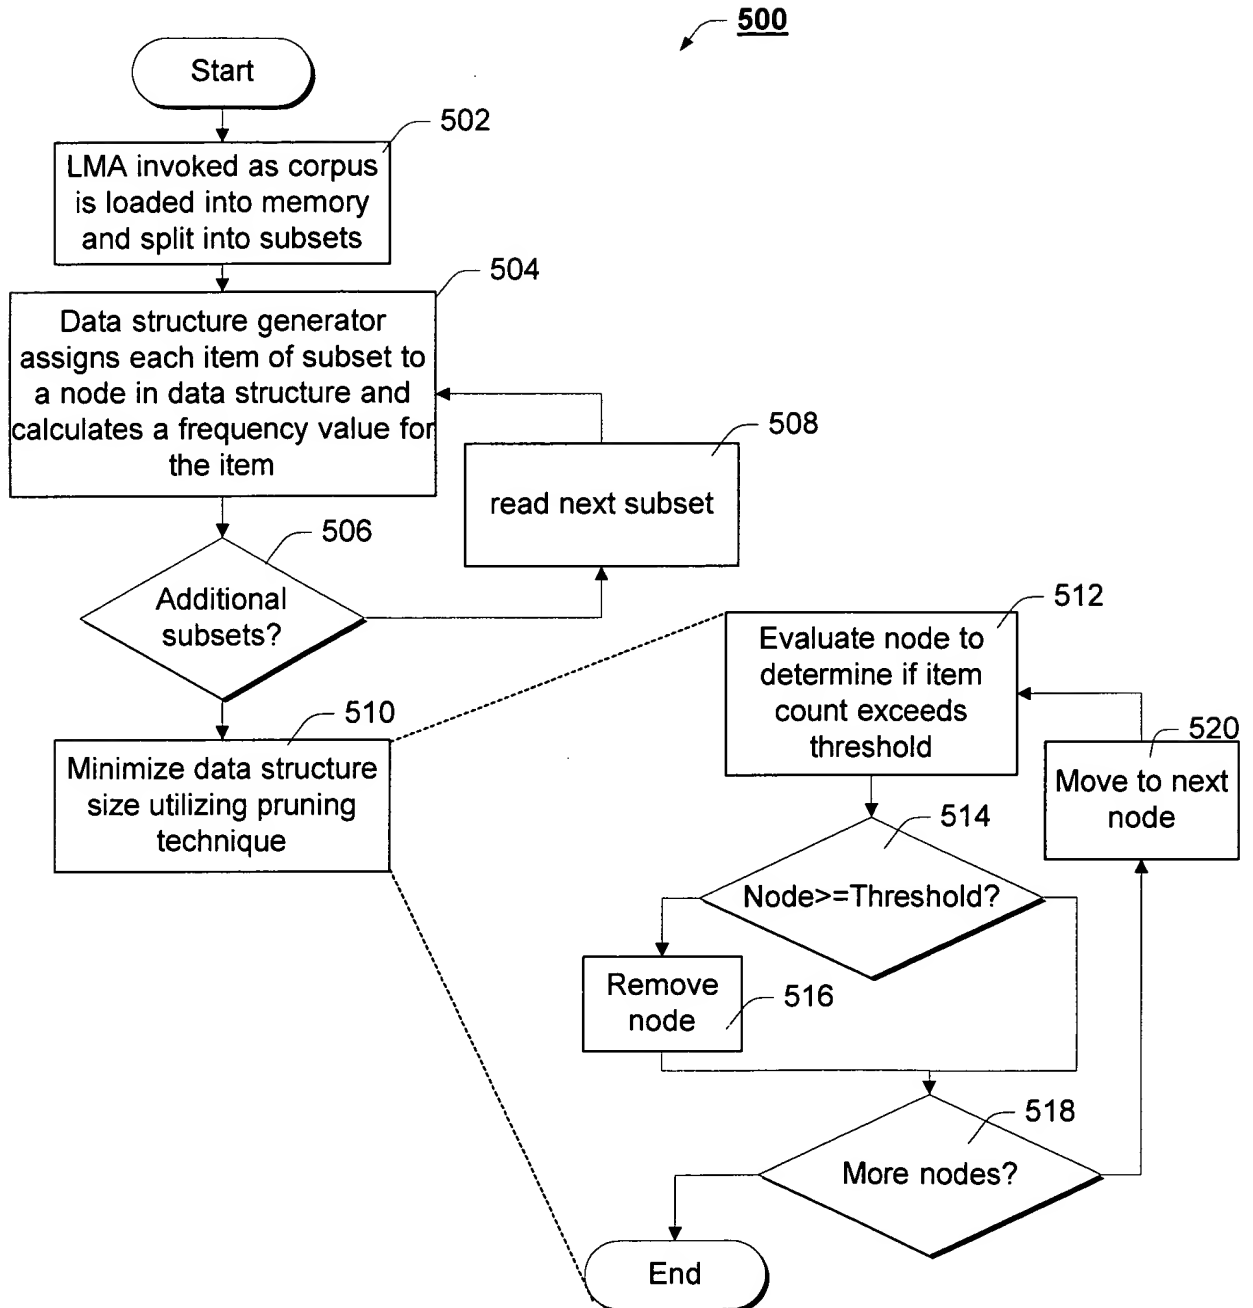 500
Start
502
LMA invoked as corpus
is loaded into memory
and split into subsets
504
Data structure generator
assigns each item of subset to
a node in data structure and
calculates a frequency value for
the item
508
read next subset
506
Additional
subsets?
510
Minimize data structure
size utilizing pruning
technique
512
Evaluate node to
determine if item
count exceeds
threshold
520
Move to next
node
514
Node>=Threshold?
Remove
node
516
518
More nodes?
End